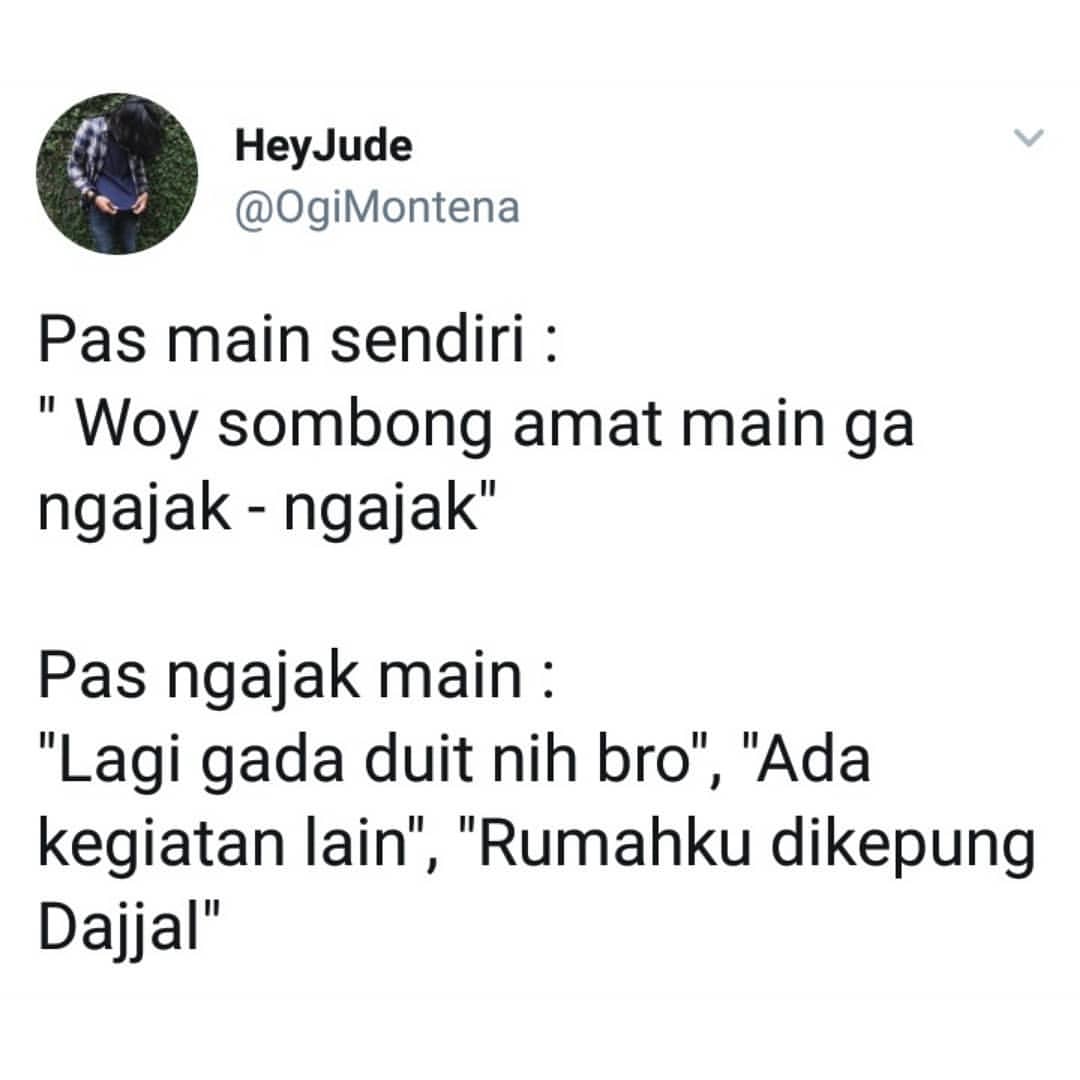 HeyJude
@OgiMontena
Pas main sendiri :
" Woy sombong amat main ga
ngajak - ngajak"
Pas ngajak main :
"Lagi gada duit nih bro", "Ada
kegiatan lain", "Rumahku dikepung
Dajjal"